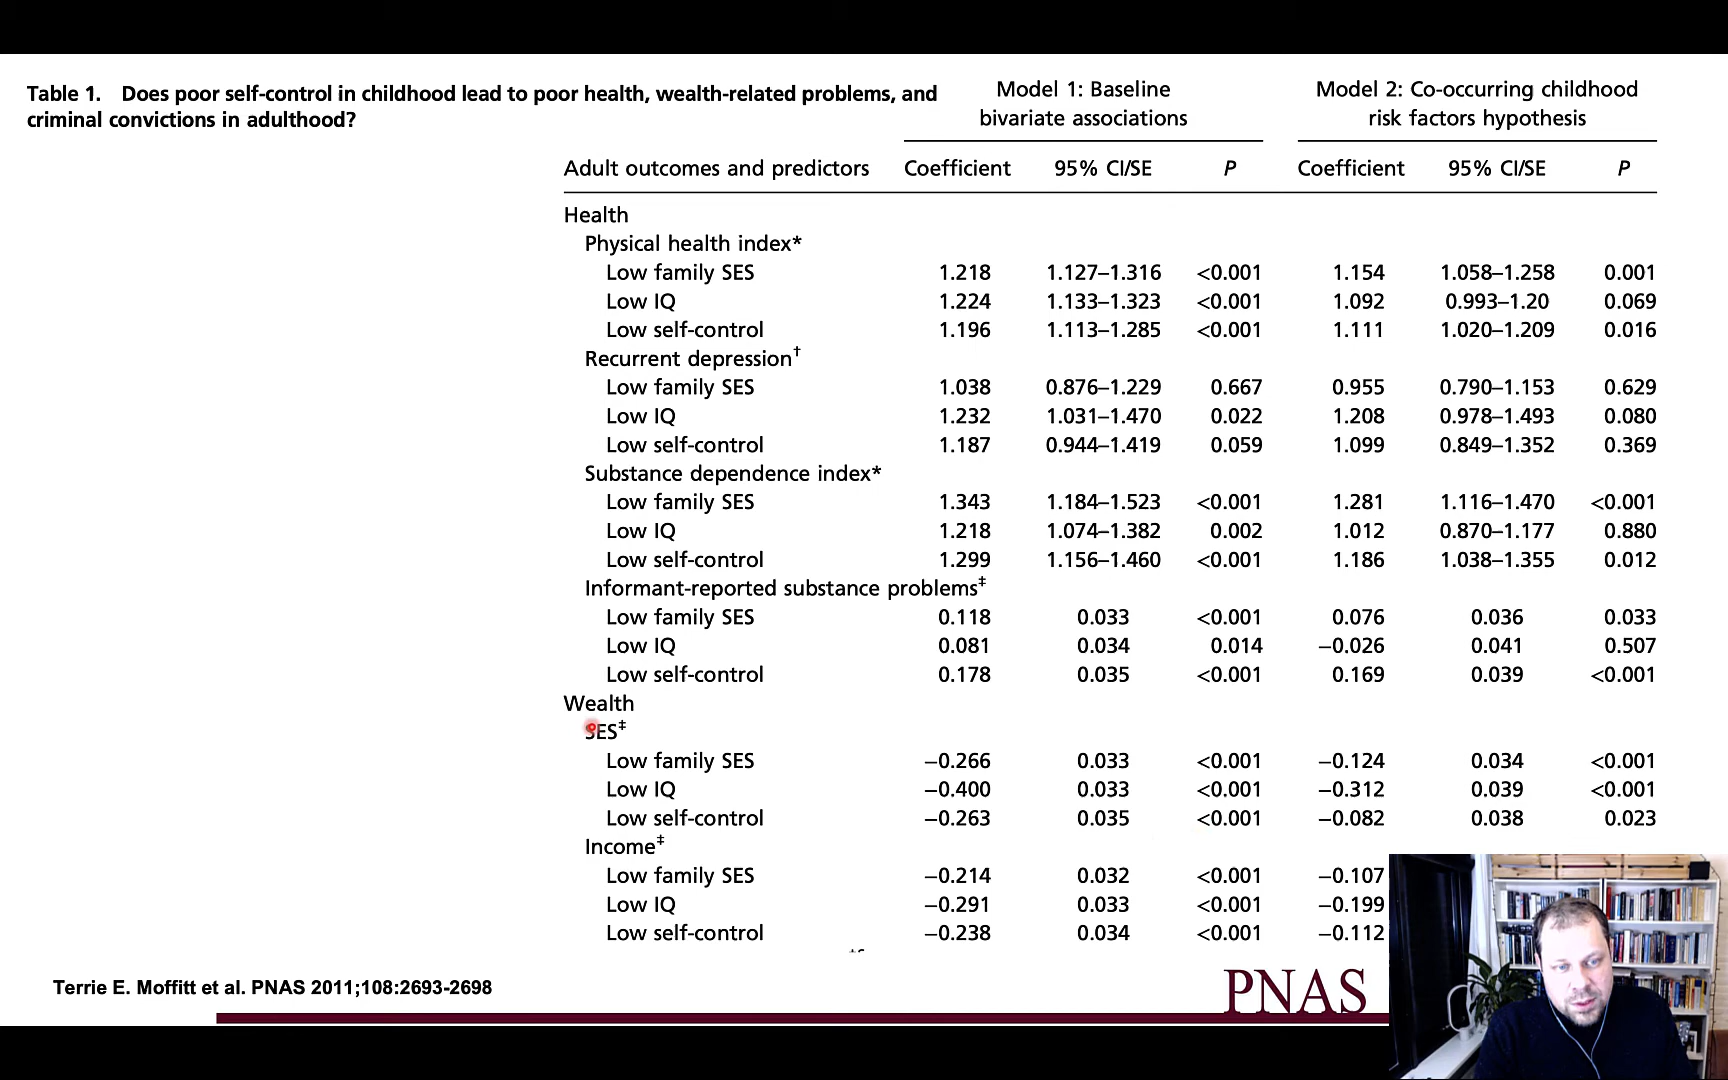 Table 1. Does poor self-control in childhood lead to poor health, wealth-related problems, and
criminal convictions in adulthood?
Model 1: Baseline
bivariate associations
Model 2: Co-occurring childhood
risk factors hypothesis
Adult outcomes and predictors Coefficient 95% CI/SE P Coefficient 95% CI/SE P
Health
Physical health index*
Low family SES 1.218 1.127–1.316 <0.001 1.154 1.058–1.258 0.001
Low IQ 1.224 1.133–1.323 <0.001 1.092 0.993–1.20 0.069
Low self-control 1.196 1.113–1.285 <0.001 1.111 1.020–1.209 0.016
Recurrent depression†
Low family SES 1.038 0.876–1.229 0.667 0.955 0.790–1.153 0.629
Low IQ 1.232 1.031–1.470 0.022 1.208 0.978–1.493 0.080
Low self-control 1.187 0.944–1.419 0.059 1.099 0.849–1.352 0.369
Substance dependence index*
Low family SES 1.343 1.184–1.523 <0.001 1.281 1.116–1.470 <0.001
Low IQ 1.218 1.074–1.382 0.002 1.012 0.870–1.177 0.880
Low self-control 1.299 1.156–1.460 <0.001 1.186 1.038–1.355 0.012
Informant-reported substance problems‡
Low family SES 0.118 0.033 <0.001 0.076 0.036 0.033
Low IQ 0.081 0.034 0.014 –0.026 0.041 0.507
Low self-control 0.178 0.035 <0.001 0.169 0.039 <0.001
Wealth
SES‡
Low family SES –0.266 0.033 <0.001 –0.124 0.034 <0.001
Low IQ –0.400 0.033 <0.001 –0.312 0.039 <0.001
Low self-control –0.263 0.035 <0.001 –0.082 0.038 0.023
Income‡
Low family SES –0.214 0.032 <0.001 –0.107
Low IQ –0.291 0.033 <0.001 –0.199
Low self-control –0.238 0.034 <0.001 –0.112
Terrie E. Moffitt et al. PNAS 2011;108:2693-2698
PNAS